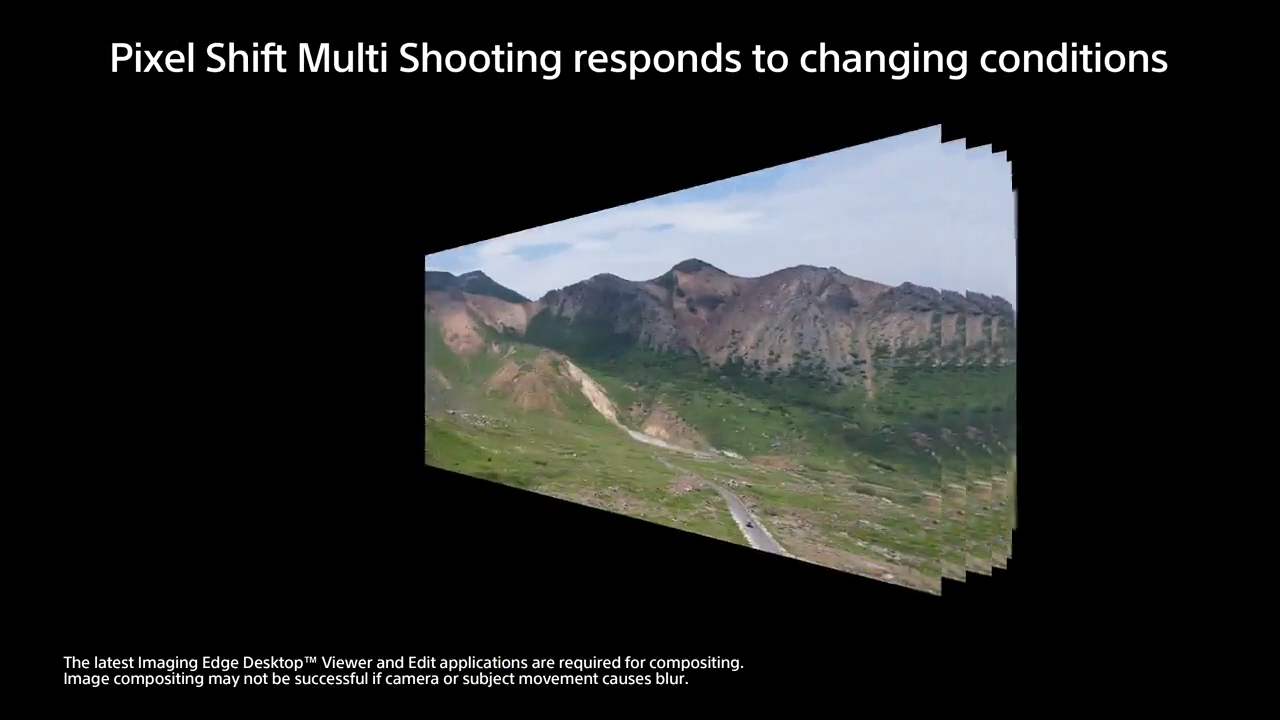 Pixel Shift Multi Shooting responds to changing conditions
The latest Imaging Edge Desktop™ Viewer and Edit applications are required for compositing.
Image compositing may not be successful if camera or subject movement causes blur.